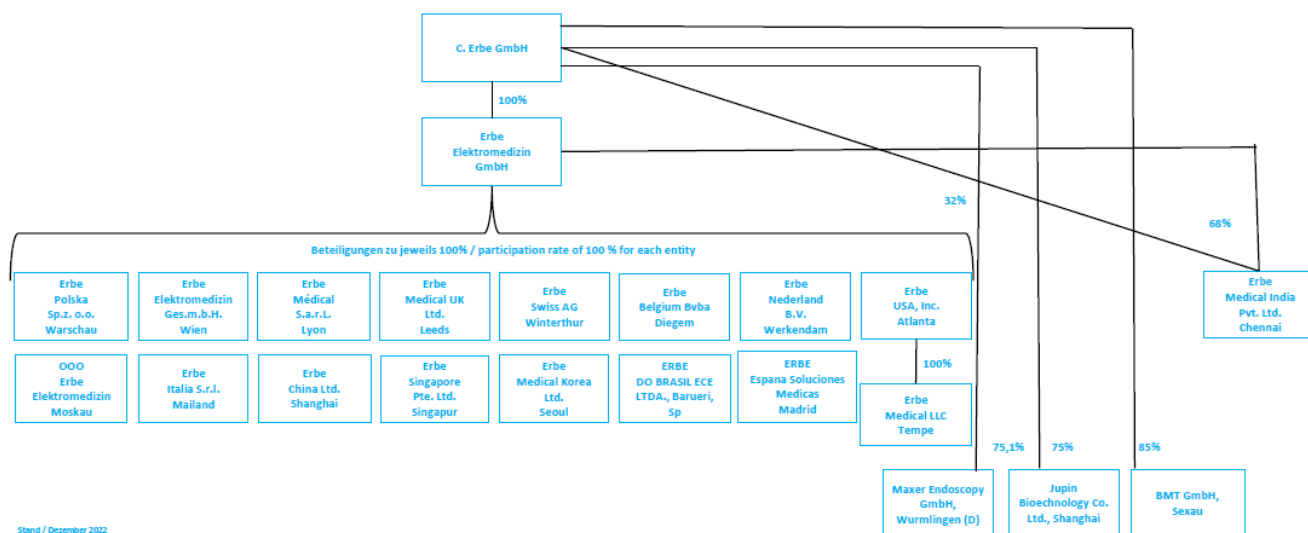 C. Erbe GmbH
100%
Erbe
Elektromedizin
GmbH
32%
68%
Beteiligungen zu jeweils 100% / participation rate of 100 % for each entity
Erbe
Polska
Sp.z. o.o.
Warschau
Erbe
Elektromedizin
Ges.m.b.H.
Wien
Erbe
Médical
S.a.r.L.
Lyon
Erbe
Medical UK
Ltd.
Leeds
Erbe
Swiss AG
Winterthur
Erbe
Belgium Bvba
Diegem
Erbe
Nederland
B.V.
Werkendam
Erbe
USA, Inc.
Atlanta
Erbe
Medical India
Pvt. Ltd.
Chennai
OOO
Erbe
Elektromedizin
Moskau
Erbe
Italia S.r.l.
Mailand
Erbe
China Ltd.
Shanghai
Erbe
Singapore
Pte. Ltd.
Singapur
Erbe
Medical Korea
Ltd.
Seoul
ERBE
DO BRASIL ECE
LTDA., Barueri,
Sp
ERBE
Espana Soluciones
Medicas
Madrid
100%
Erbe
Medical LLC
Tempe
75,1%
75%
85%
Maxer Endoscopy
GmbH,
Wurmlingen (D)
Jupin
Bioechnology Co.
Ltd., Shanghai
BMT GmbH,
Sexau
Stand / Dezember 2022